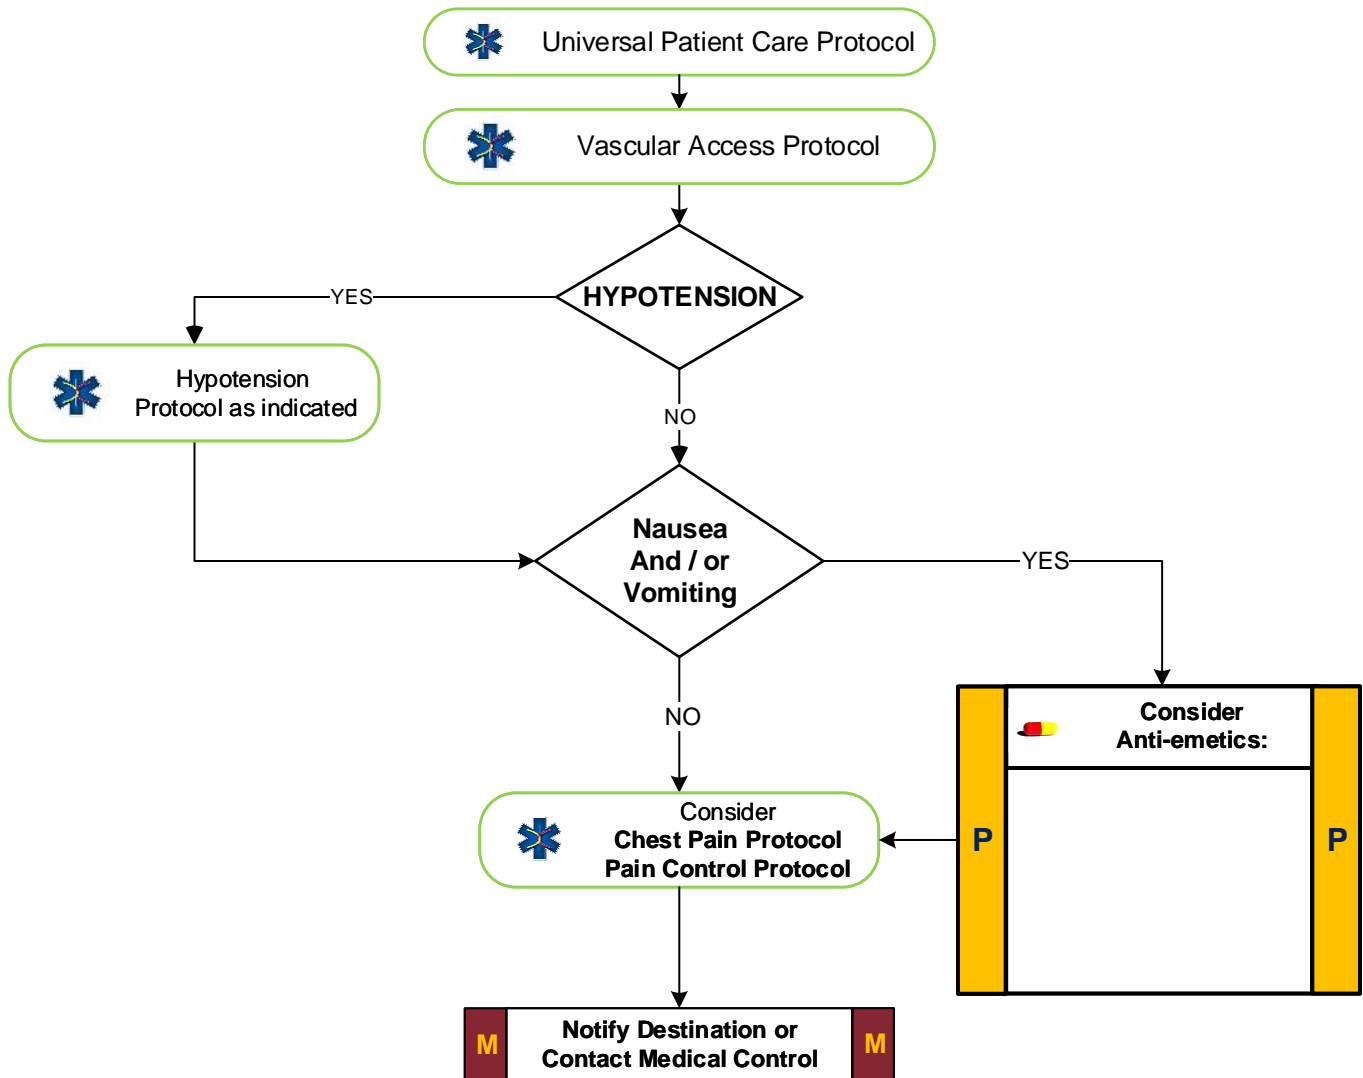 Universal Patient Care Protocol
Vascular Access Protocol
HYPOTENSION
YES
Hypotension
Protocol as indicated
NO
Nausea
And / or
Vomiting
YES
NO
Consider
Anti-emetics:
P
P
Consider
Chest Pain Protocol
Pain Control Protocol
M
Notify Destination or
Contact Medical Control
M